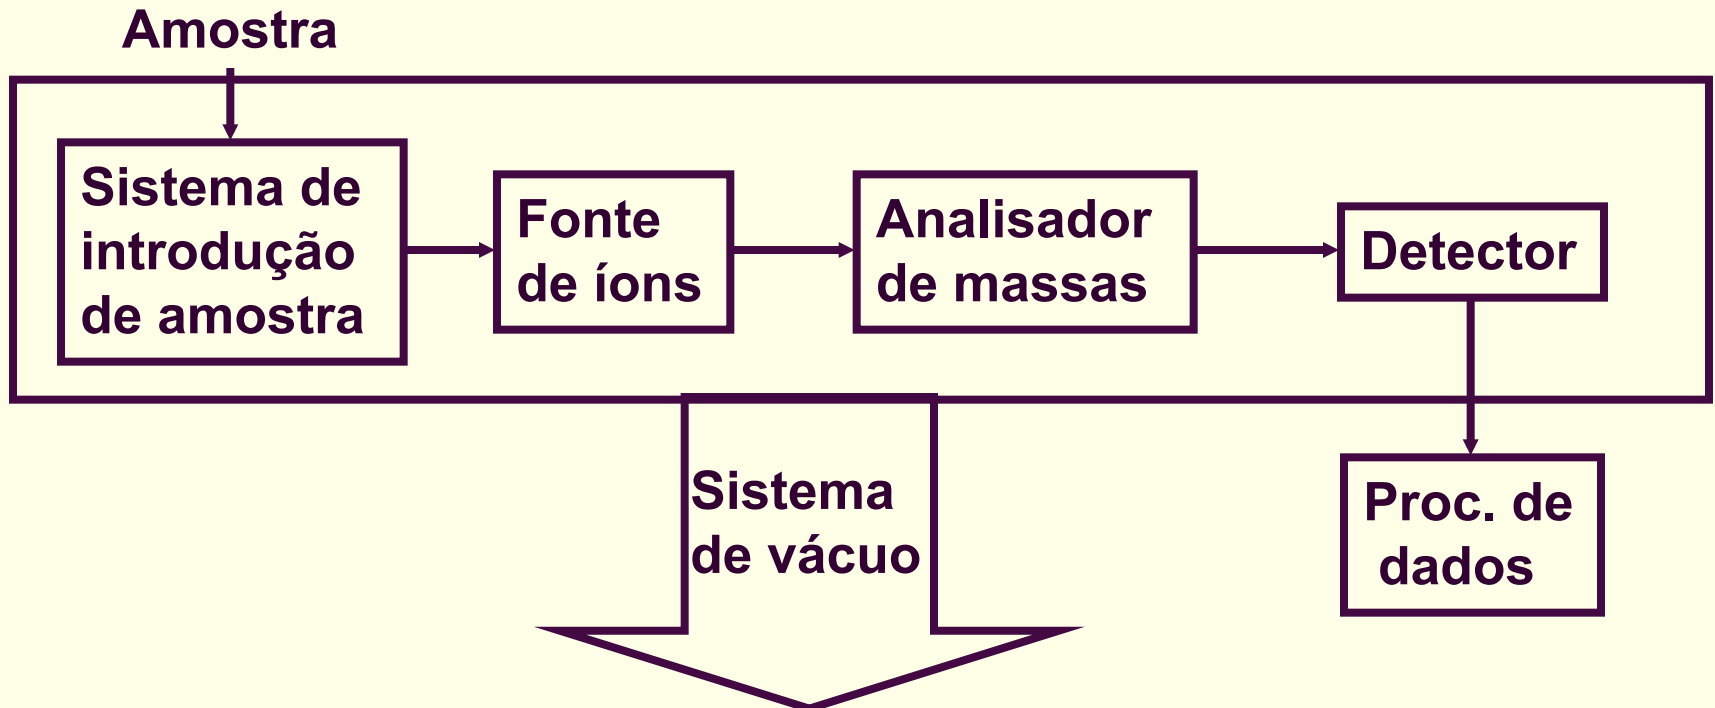 Amostra
Sistema de
introdução
de amostra
Fonte
de íons
Analisador
de massas
Detector
Sistema
de vácuo
Proc. de
dados